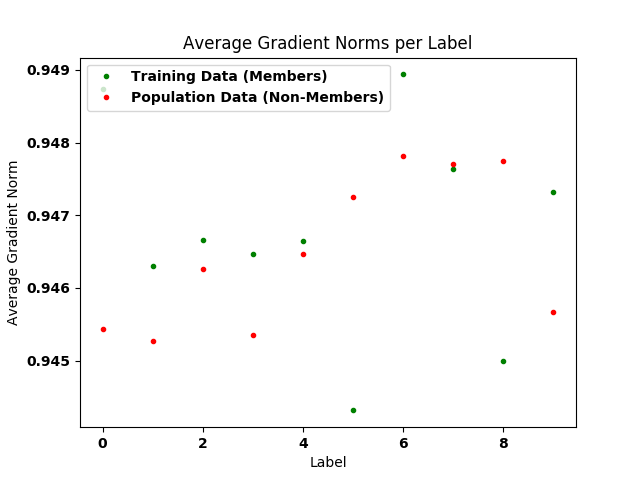 Average Gradient Norms per Label
Training Data (Members)
Population Data (Non-Members)
0.949
0.948
0.947
0.946
0.945
Average Gradient Norm
0 2 4 6 8
Label